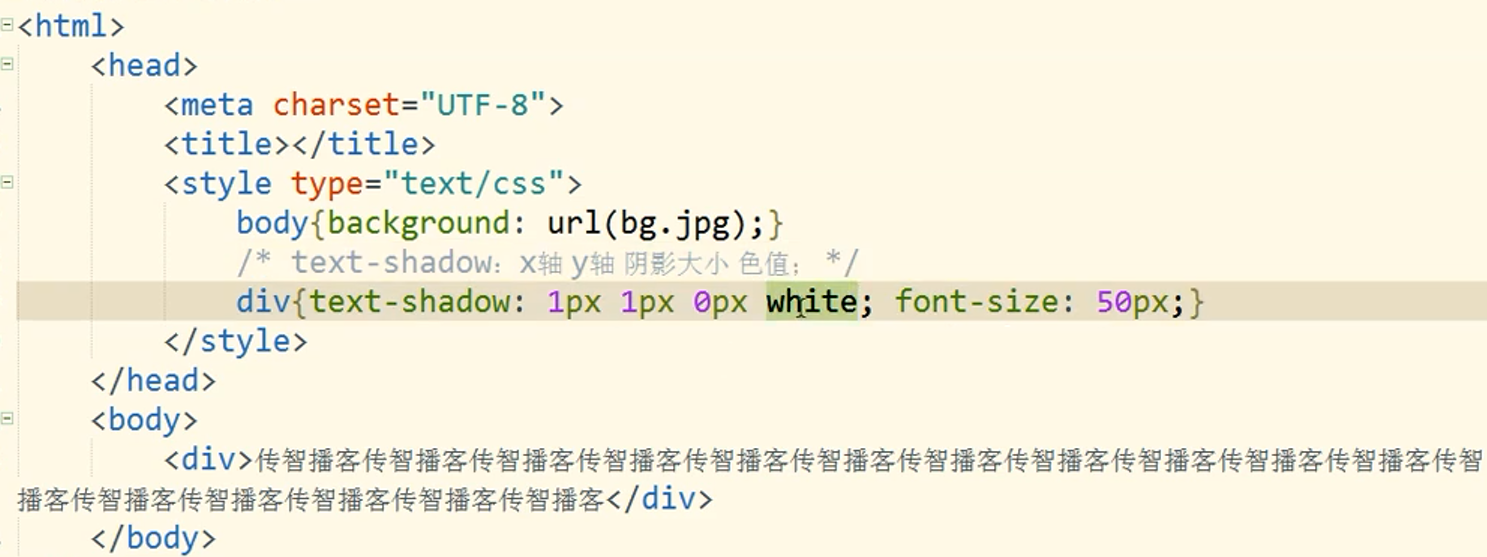 <html>
<head>
<meta charset="UTF-8">
<title></title>
<style type="text/css">
body{background: url(bg.jpg);}
/* text-shadow：x轴 y轴 阴影大小 色值； */
div{text-shadow: 1px 1px 0px white; font-size: 50px;}
</style>
</head>
<body>
<div>传智播客传智播客传智播客传智播客传智播客传智播客传智播客传智播客传智播客传智播客传智播客传智
播客传智播客传智播客传智播客传智播客传智播客</div>
</body>